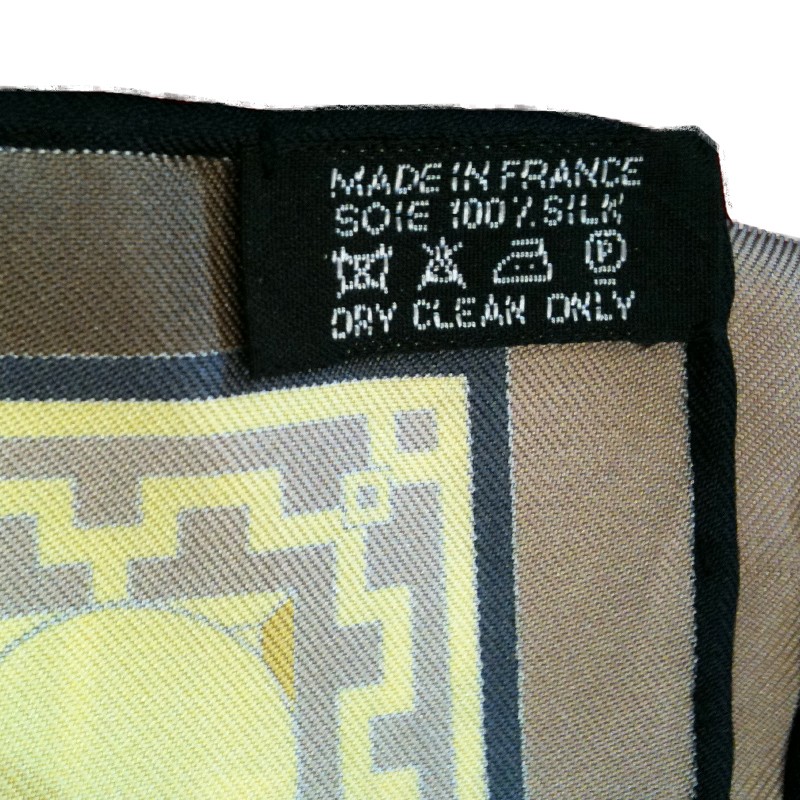 MADE IN FRANCE
SOIE 100% SILK
P
DRY CLEAN ONLY